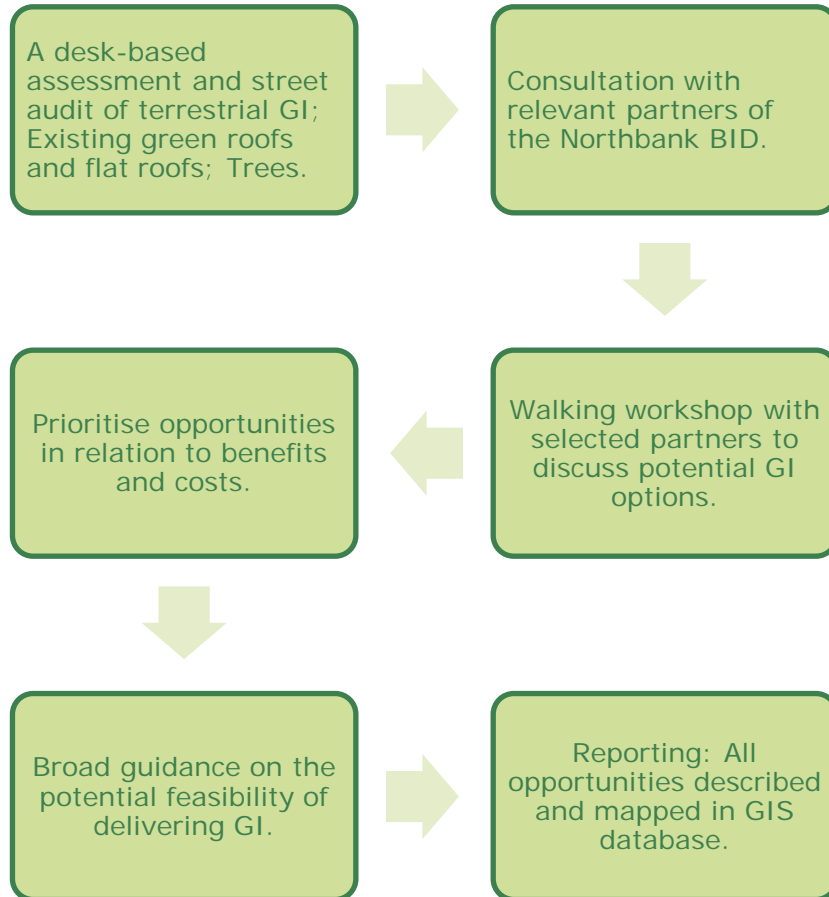 A desk-based
assessment and street
audit of terrestrial GI;
Existing green roofs
and flat roofs; Trees.
Consultation with
relevant partners of
the Northbank BID.
Walking workshop with
selected partners to
discuss potential GI
options.
Prioritise opportunities
in relation to benefits
and costs.
Broad guidance on the
potential feasibility of
delivering GI.
Reporting: All
opportunities described
and mapped in GIS
database.